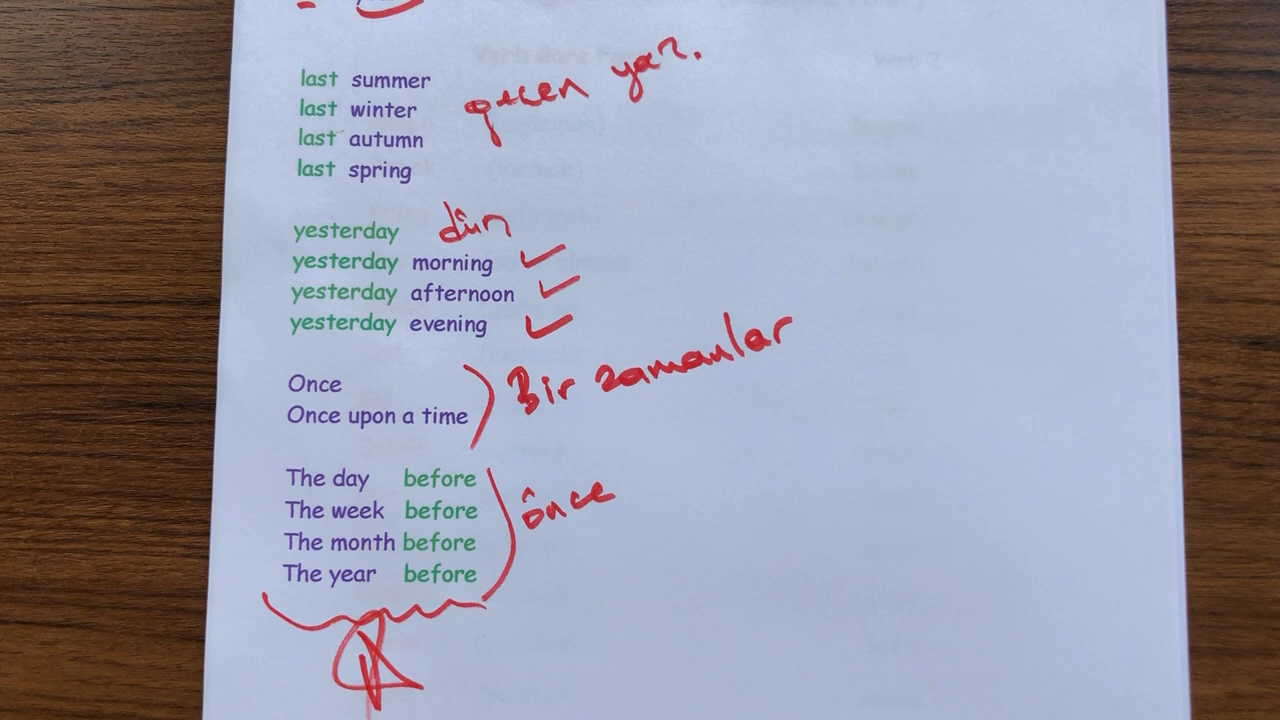 last summer
last winter
last autumn
last spring
geçen yaz.
yesterday dün
yesterday morning
yesterday afternoon
yesterday evening
Once
Once upon a time
Bir zamanlar
The day before
The week before
The month before
The year before
önce